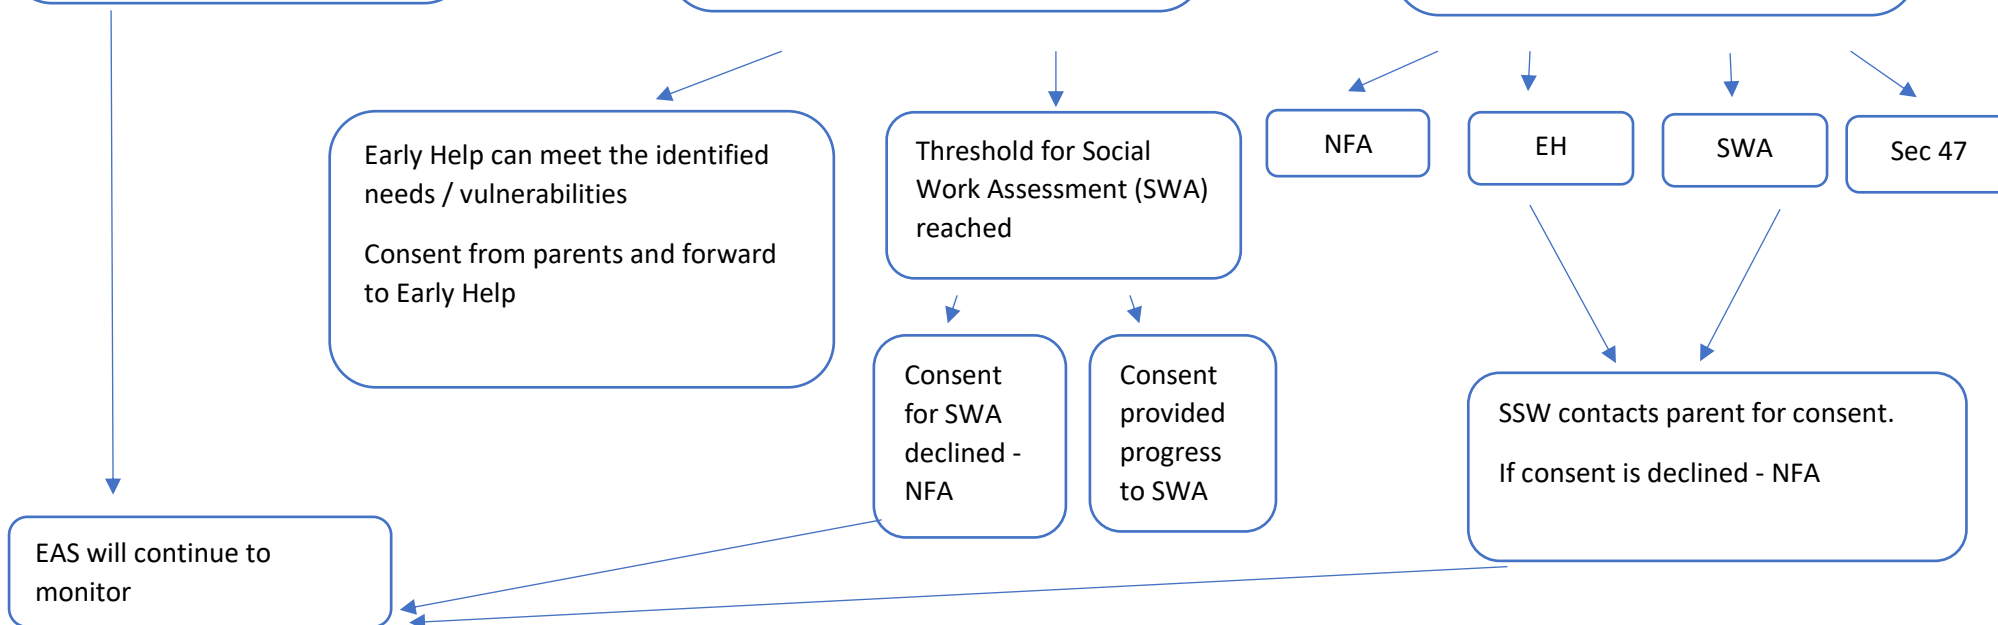 Early Help can meet the identified
needs / vulnerabilities
Consent from parents and forward
to Early Help
Threshold for Social
Work Assessment (SWA)
reached
NFA
EH
SWA
Sec 47
Consent
for SWA
declined -
NFA
Consent
provided
progress
to SWA
SSW contacts parent for consent.
If consent is declined - NFA
EAS will continue to
monitor